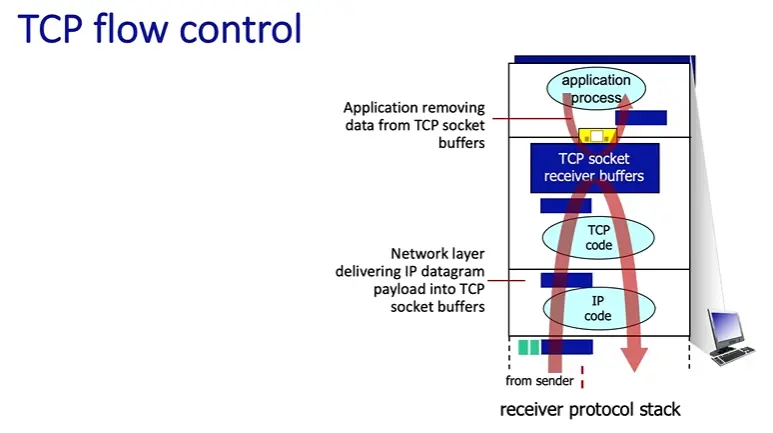 TCP flow control
application
process
Application removing
data from TCP socket
buffers
TCP socket
receiver buffers
TCP
code
Network layer
delivering IP datagram
payload into TCP
socket buffers
IP
code
from sender
receiver protocol stack